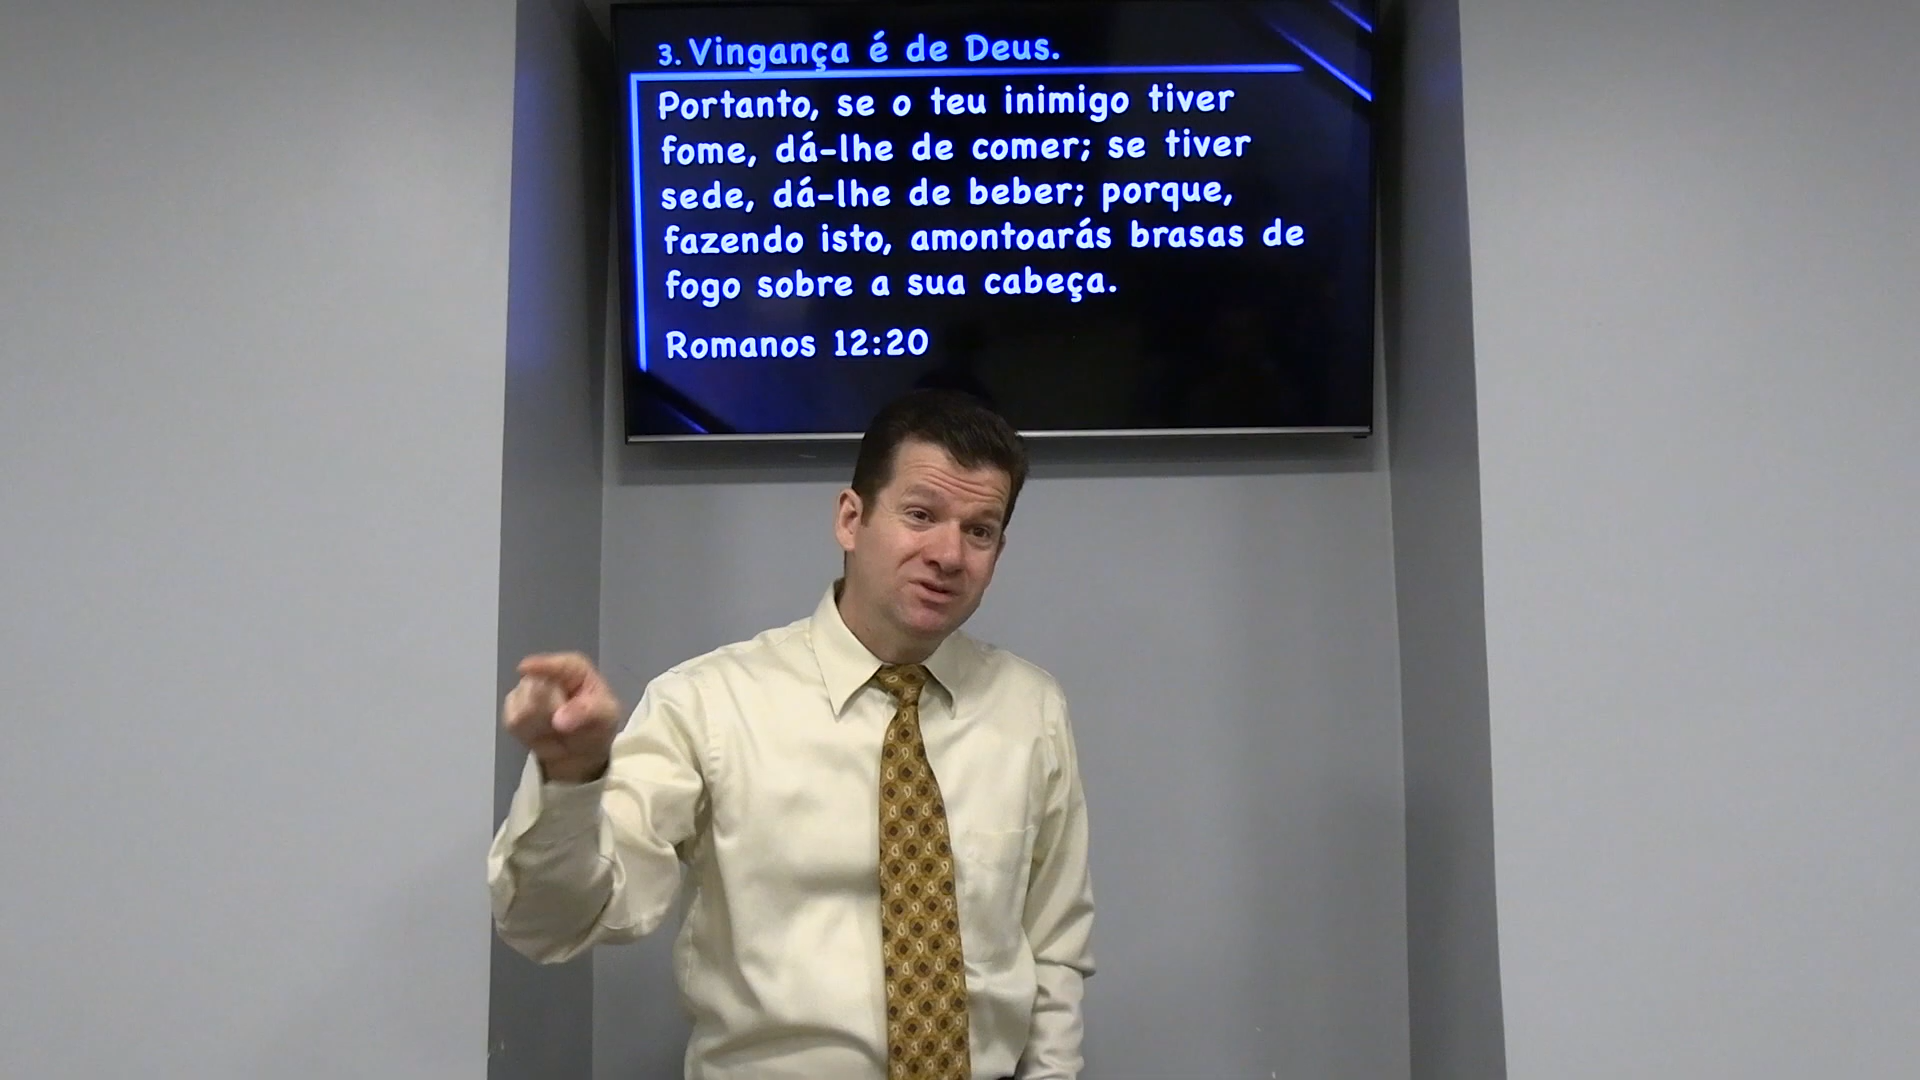 3. Vingança é de Deus.
Portanto, se o teu inimigo tiver
fome, dá-lhe de comer; se tiver
sede, dá-lhe de beber; porque,
fazendo isto, amontoarás brasas de
fogo sobre a sua cabeça.
Romanos 12:20